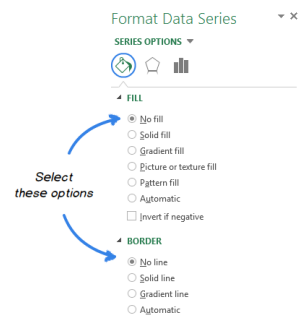 Format Data Series
SERIES OPTIONS
FILL
No fill
Solid fill
Gradient fill
Picture or texture fill
Pattern fill
Automatic
Invert if negative
Select
these options
BORDER
No line
Solid line
Gradient line
Automatic